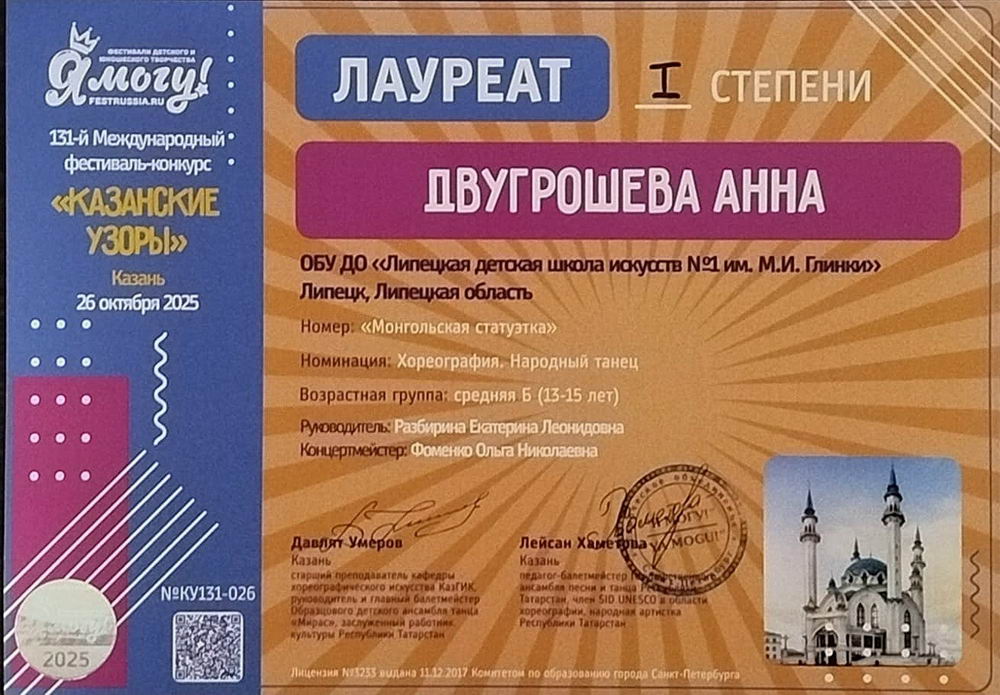 ФЕСТИВАЛИ ДЕТСКОГО И
ЮНОШЕСКОГО ТВОРЧЕСТВА
Я могу!
FESTRUSSIA.RU
131-й Международный
фестиваль-конкурс
«КАЗАНСКИЕ
УЗОРЫ»
Казань
26 октября 2025
№КУ131-026
2025
ЛАУРЕАТ I СТЕПЕНИ
ДВУГРОШЕВА АННА
ОБУ ДО «Липецкая детская школа искусств №1 им. М.И. Глинки»
Липецк, Липецкая область
Номер: «Монгольская статуэтка»
Номинация: Хореография. Народный танец
Возрастная группа: средняя Б (13-15 лет)
Руководитель: Разбирина Екатерина Леонидовна
Концертмейстер: Фоменко Ольга Николаевна
Давлят Умеров
Казань
старший преподаватель кафедры
хореографического искусства КазГИК,
руководитель и главный балетмейстер
Образцового детского ансамбля танца
«Мирас», заслуженный работник
культуры Республики Татарстан
Лейсан Хаметова
Казань
педагог-балетмейстер
ансамбля песни и танца
Татарстан, член SID UNESCO в области
хореографии, народная артистка
Республики Татарстан
"YA MOGU!"
Лицензия №3233 выдана 11.12.2017 Комитетом по образованию города Санкт-Петербурга